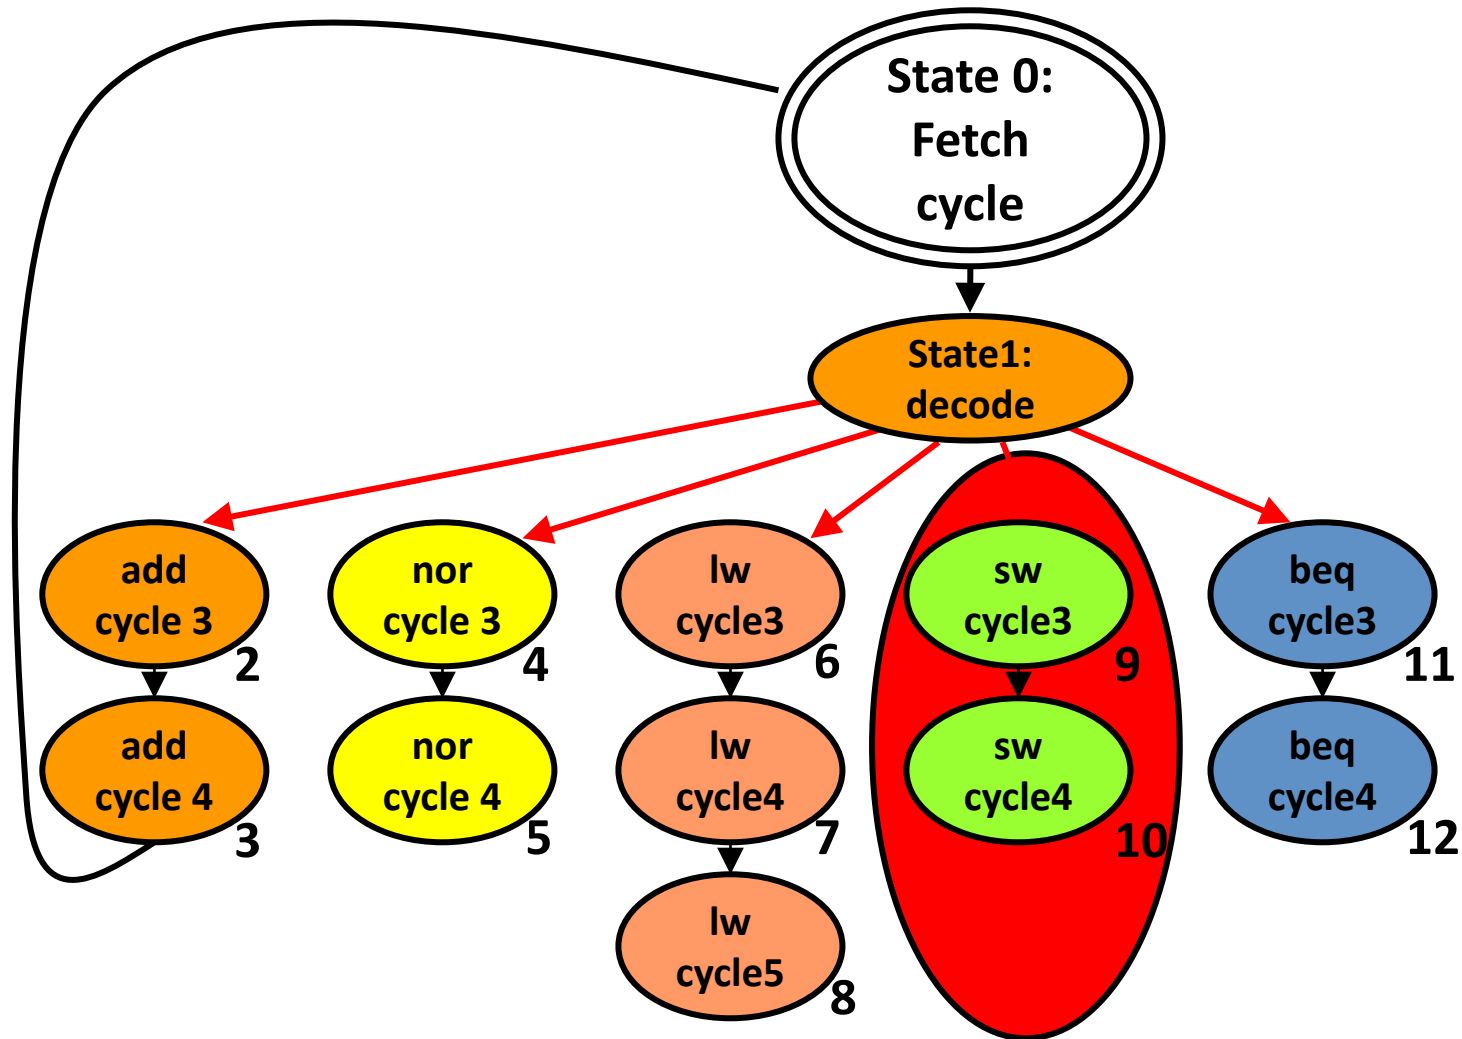 State 0:
Fetch
cycle
State1:
decode
add
cycle 3
2
nor
cycle 3
4
lw
cycle3
6
sw
cycle3
9
beq
cycle3
11
add
cycle 4
3
nor
cycle 4
5
lw
cycle4
7
sw
cycle4
10
beq
cycle4
12
lw
cycle5
8